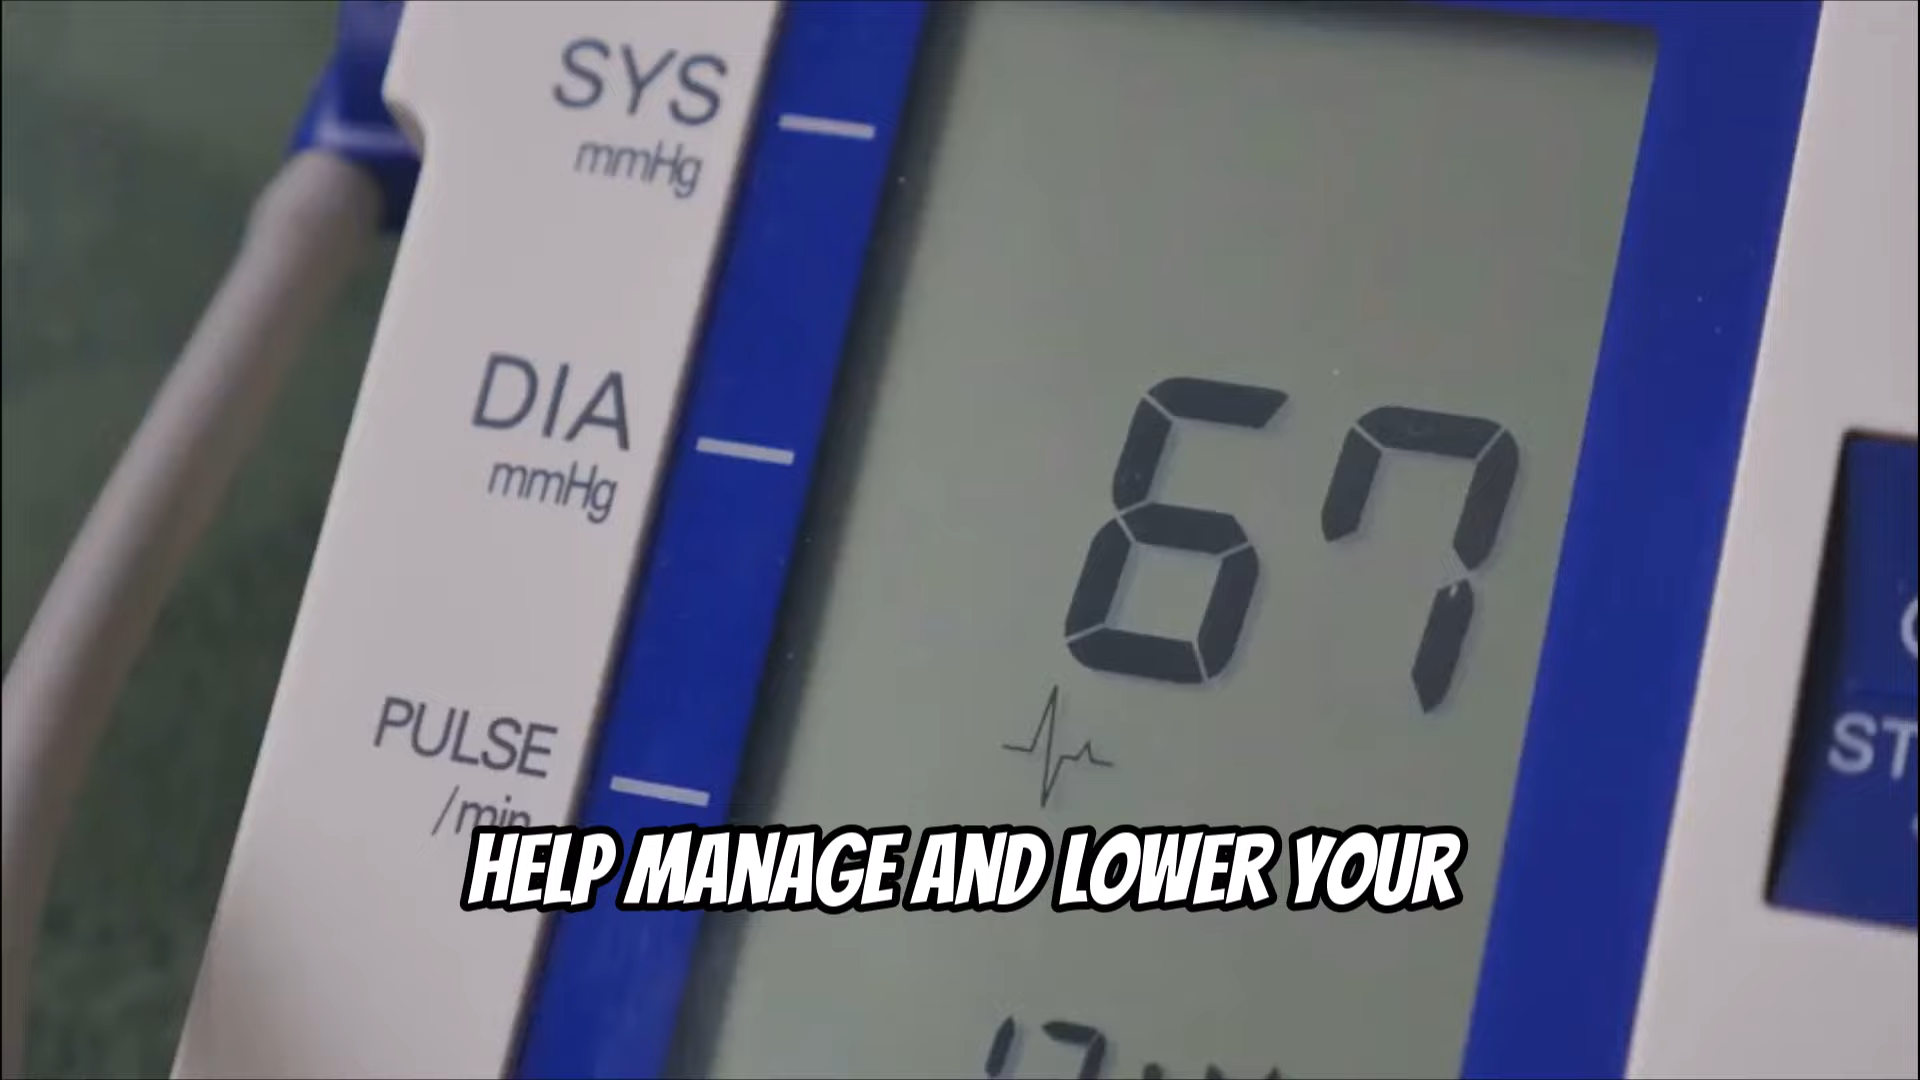 SYS
mmHg
DIA
mmHg
67
PULSE
/min
HELP MANAGE AND LOWER YOUR
ST